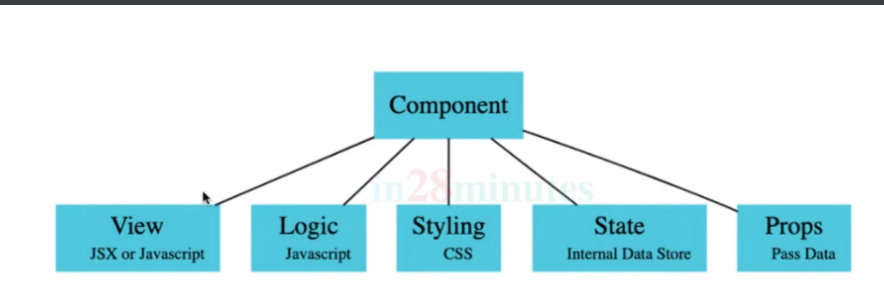 Component
in28minutes
View
JSX or Javascript
Logic
Javascript
Styling
CSS
State
Internal Data Store
Props
Pass Data